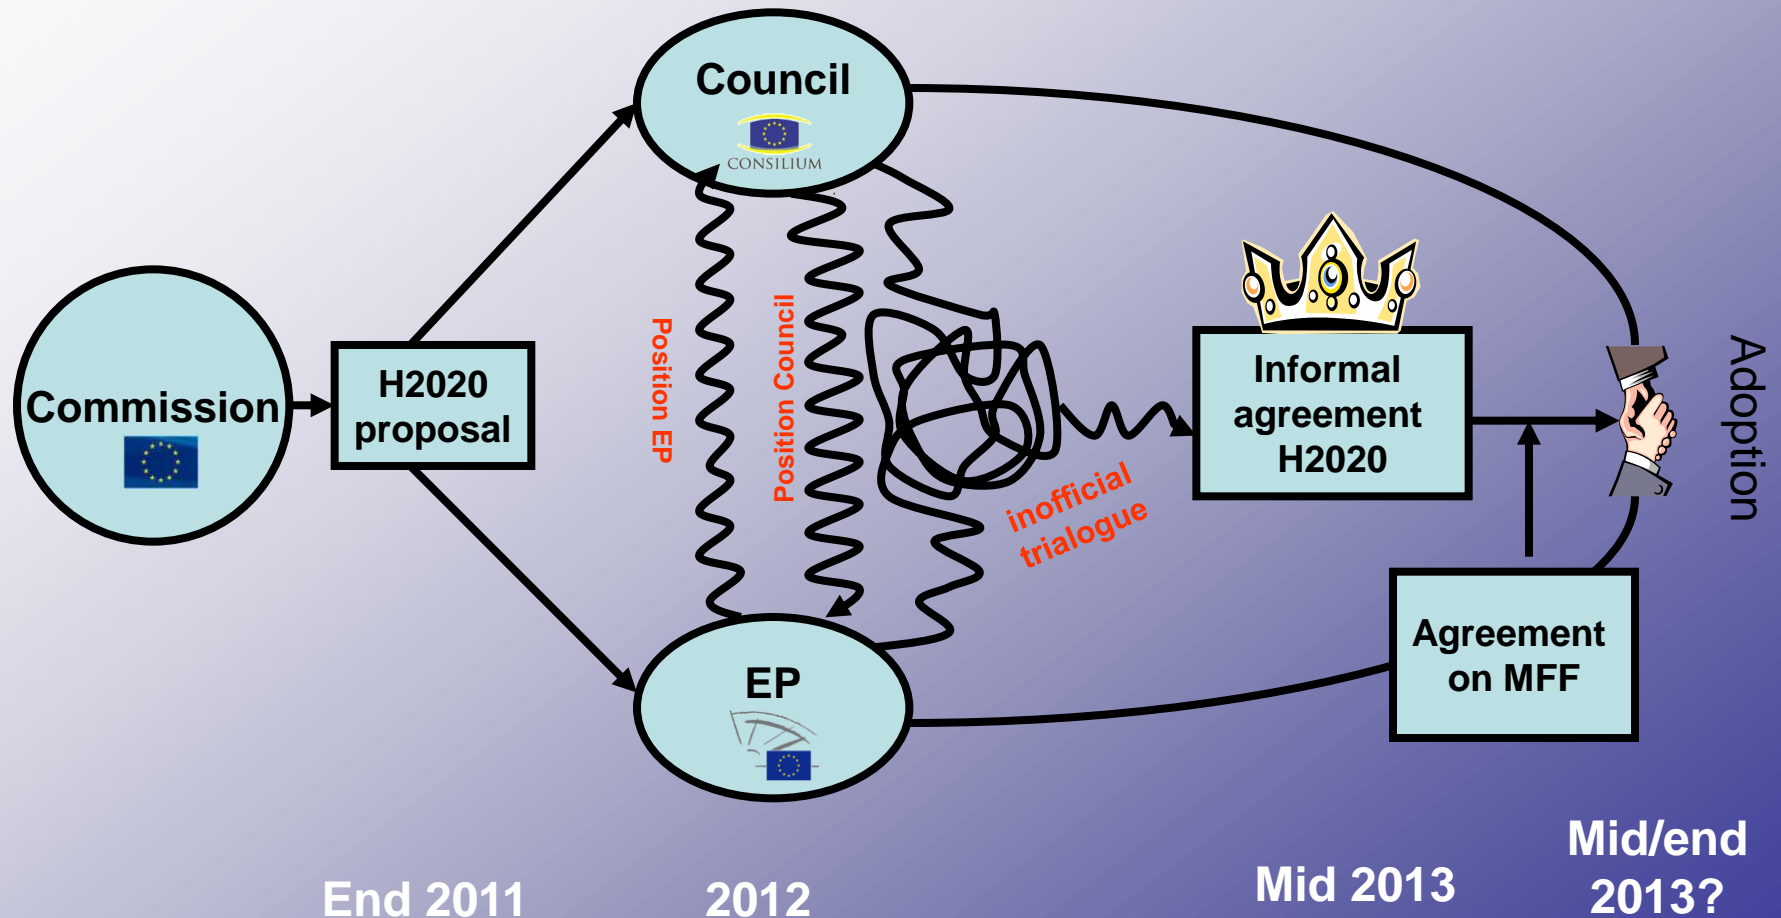 Council
CONSILIUM
Commission
H2020
proposal
Position EP
Position Council
inofficial
trialogue
Informal
agreement
H2020
Adoption
EP
Agreement
on MFF
End 2011
2012
Mid 2013
Mid/end
2013?